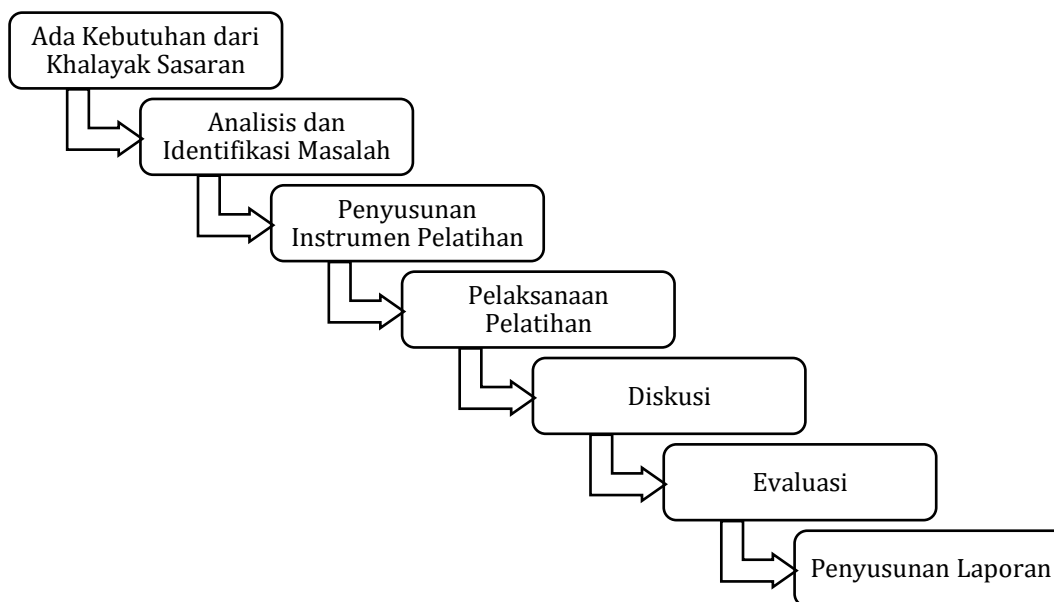 Ada Kebutuhan dari
Khalayak Sasaran
Analisis dan
Identifikasi Masalah
Penyusunan
Instrumen Pelatihan
Pelaksanaan
Pelatihan
Diskusi
Evaluasi
Penyusunan Laporan